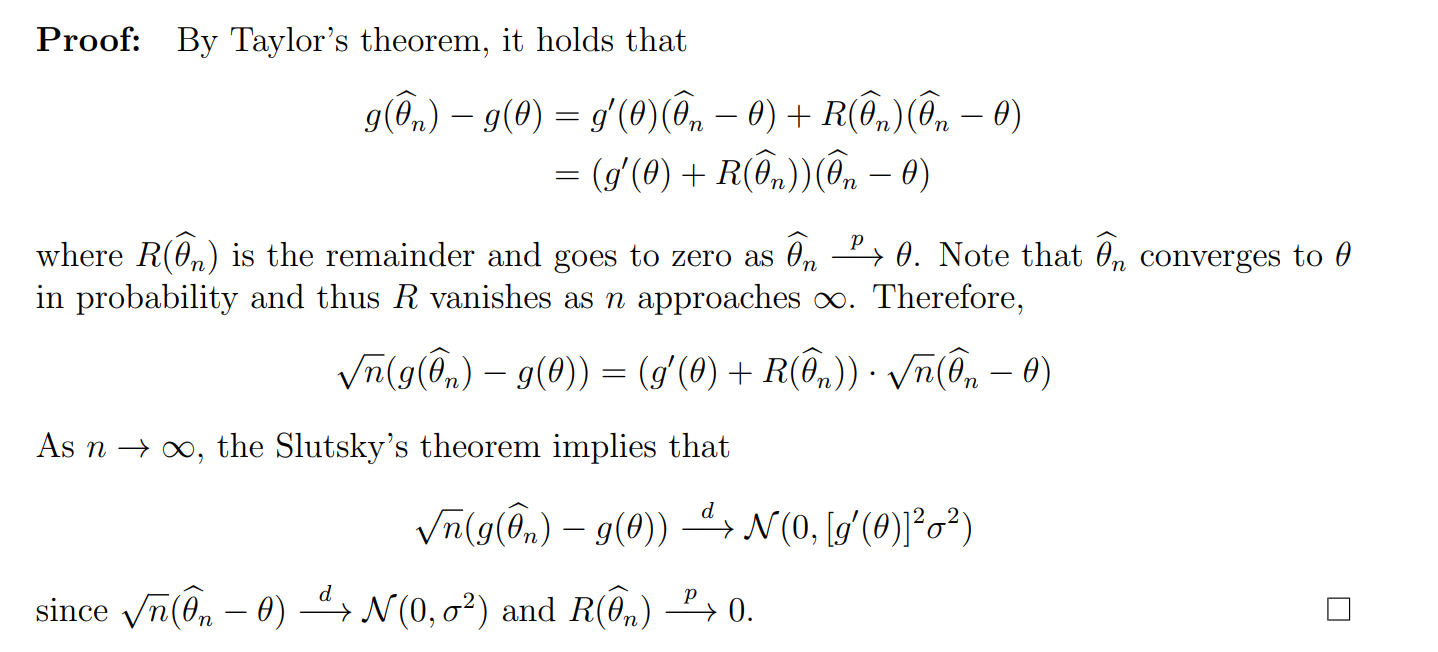 Proof: By Taylor's theorem, it holds that
$g(\widehat{\theta}_n) - g(\theta) = g'(\theta)(\widehat{\theta}_n - \theta) + R(\widehat{\theta}_n)(\widehat{\theta}_n - \theta)$
$= (g'(\theta) + R(\widehat{\theta}_n))(\widehat{\theta}_n - \theta)$
where $R(\widehat{\theta}_n)$ is the remainder and goes to zero as $\widehat{\theta}_n \xrightarrow{p} \theta$. Note that $\widehat{\theta}_n$ converges to $\theta$
in probability and thus $R$ vanishes as $n$ approaches $\infty$. Therefore,
$\sqrt{n}(g(\widehat{\theta}_n) - g(\theta)) = (g'(\theta) + R(\widehat{\theta}_n)) \cdot \sqrt{n}(\widehat{\theta}_n - \theta)$
As $n \to \infty$, the Slutsky's theorem implies that
$\sqrt{n}(g(\widehat{\theta}_n) - g(\theta)) \xrightarrow{d} \mathcal{N}(0, [g'(\theta)]^2 \sigma^2)$
since $\sqrt{n}(\widehat{\theta}_n - \theta) \xrightarrow{d} \mathcal{N}(0, \sigma^2)$ and $R(\widehat{\theta}_n) \xrightarrow{p} 0$. □